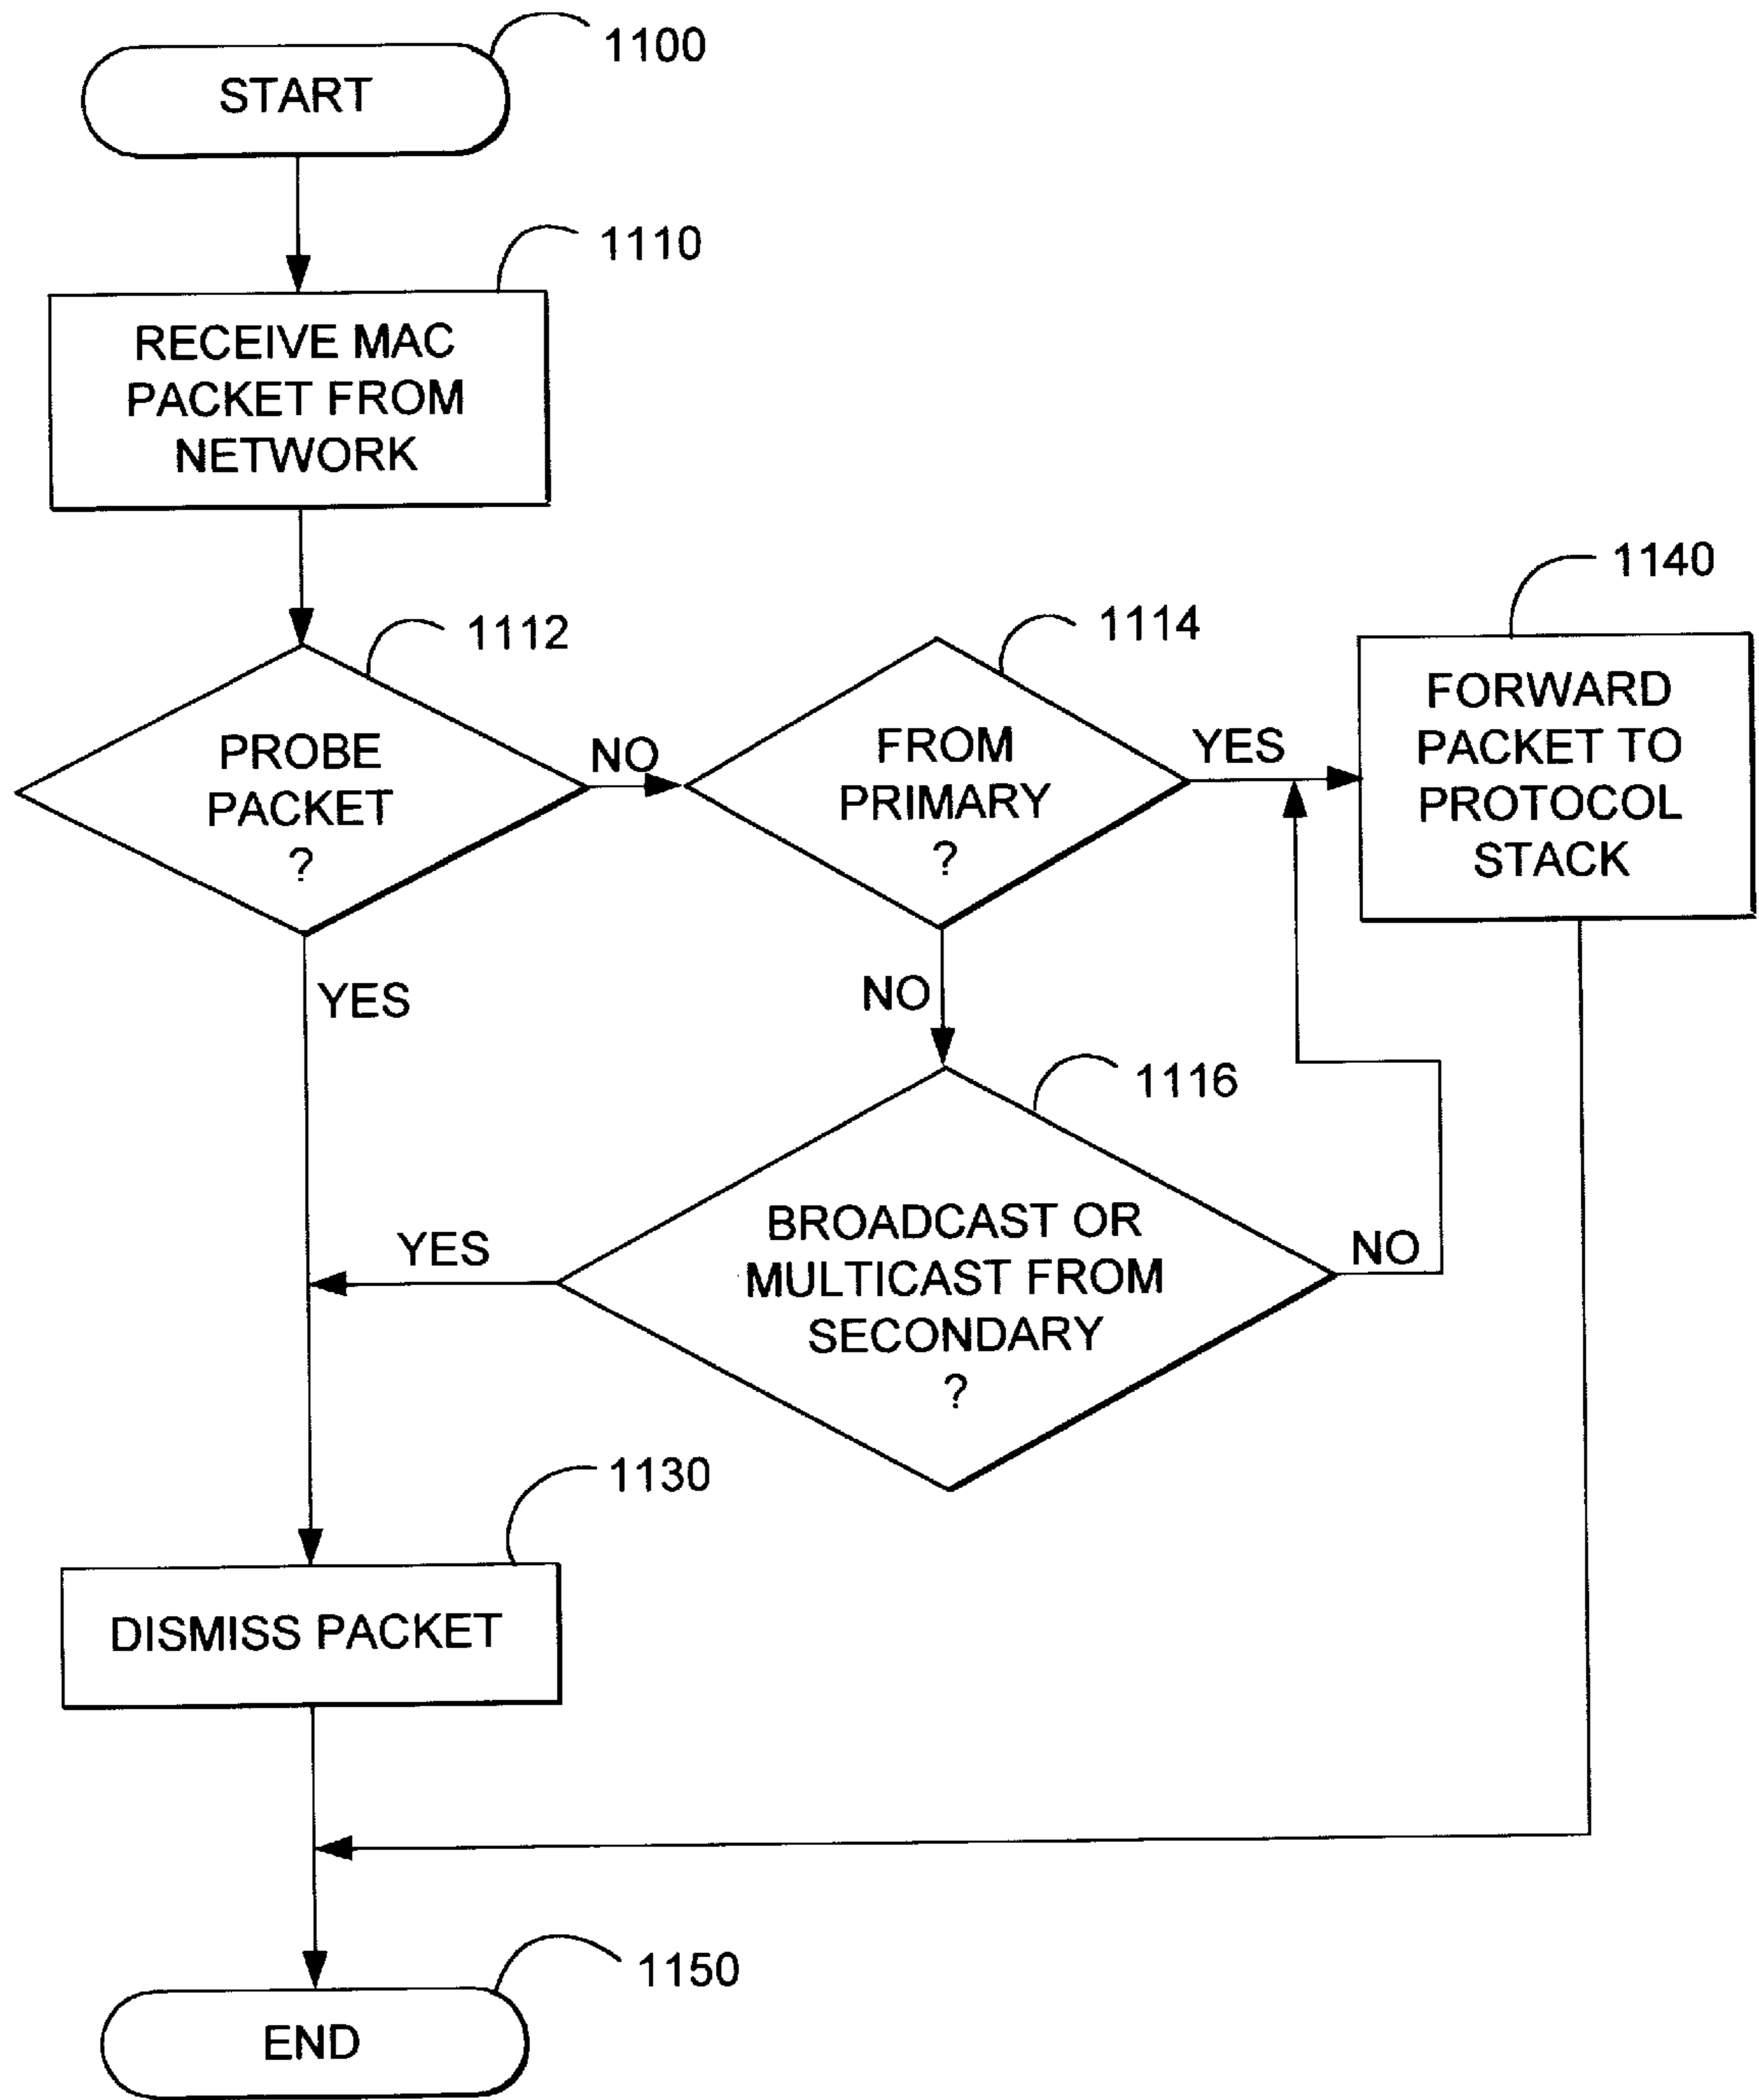 1100
START
1110
RECEIVE MAC
PACKET FROM
NETWORK
1112
PROBE
PACKET
?
NO
YES
1114
FROM
PRIMARY
?
YES
NO
1140
FORWARD
PACKET TO
PROTOCOL
STACK
1116
BROADCAST OR
MULTICAST FROM
SECONDARY
?
YES
NO
1130
DISMISS PACKET
1150
END